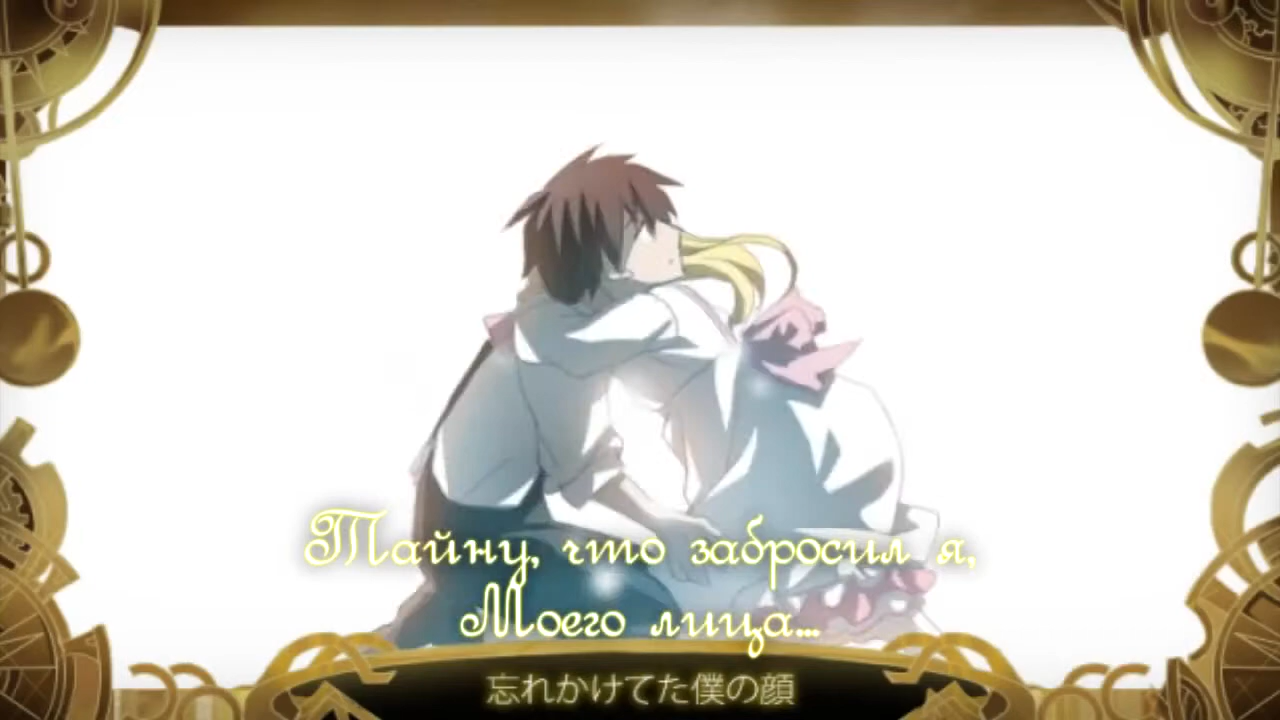 Тайну, что забросил я,
Моего лица...
忘れかけてた僕の顔